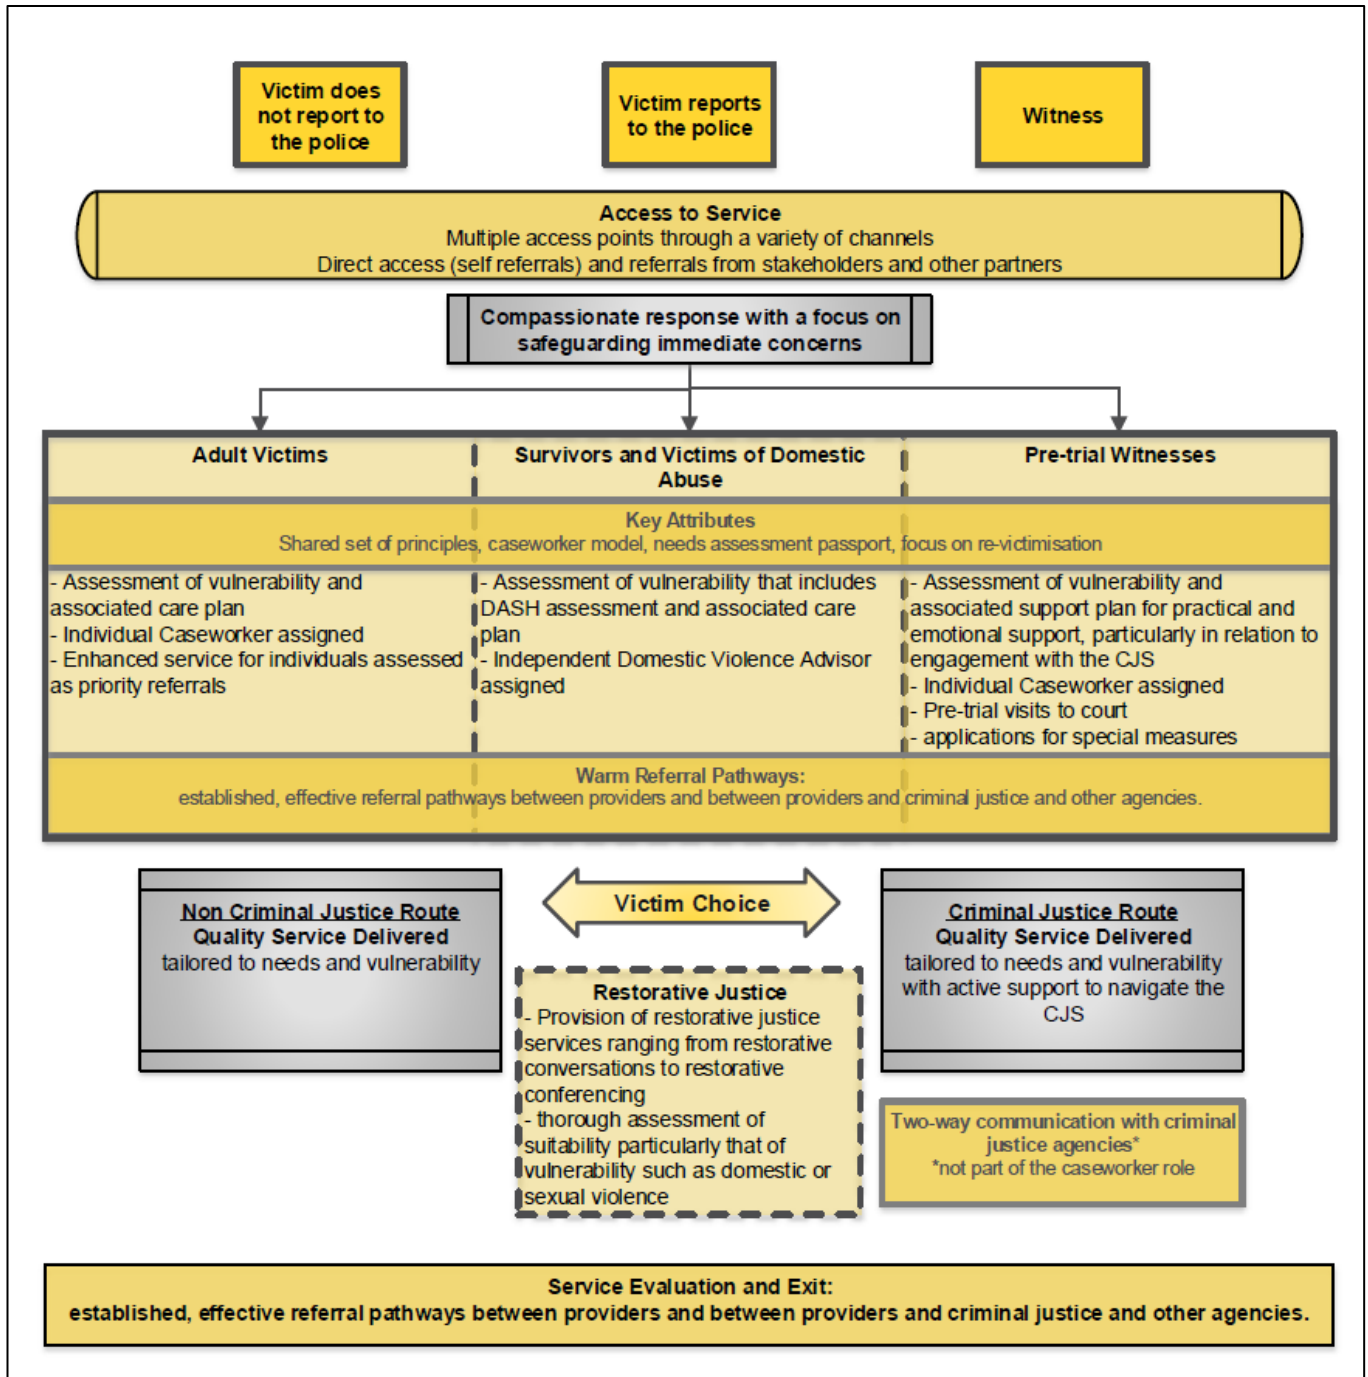 Victim does
not report to
the police
Victim reports
to the police
Witness
Access to Service
Multiple access points through a variety of channels
Direct access (self referrals) and referrals from stakeholders and other partners
Compassionate response with a focus on
safeguarding immediate concerns
Adult Victims
Survivors and Victims of Domestic
Abuse
Pre-trial Witnesses
Key Attributes
Shared set of principles, caseworker model, needs assessment passport, focus on re-victimisation
- Assessment of vulnerability and
associated care plan
- Individual Caseworker assigned
- Enhanced service for individuals assessed
as priority referrals
- Assessment of vulnerability that includes
DASH assessment and associated care
plan
- Independent Domestic Violence Advisor
assigned
- Assessment of vulnerability and
associated support plan for practical and
emotional support, particularly in relation to
engagement with the CJS
- Individual Caseworker assigned
- Pre-trial visits to court
- applications for special measures
Warm Referral Pathways:
established, effective referral pathways between providers and between providers and criminal justice and other agencies.
Non Criminal Justice Route
Quality Service Delivered
tailored to needs and vulnerability
Victim Choice
Criminal Justice Route
Quality Service Delivered
tailored to needs and vulnerability
with active support to navigate the
CJS
Restorative Justice
- Provision of restorative justice
services ranging from restorative
conversations to restorative
conferencing
- thorough assessment of
suitability particularly that of
vulnerability such as domestic or
sexual violence
Two-way communication with criminal
justice agencies*
*not part of the caseworker role
Service Evaluation and Exit:
established, effective referral pathways between providers and between providers and criminal justice and other agencies.